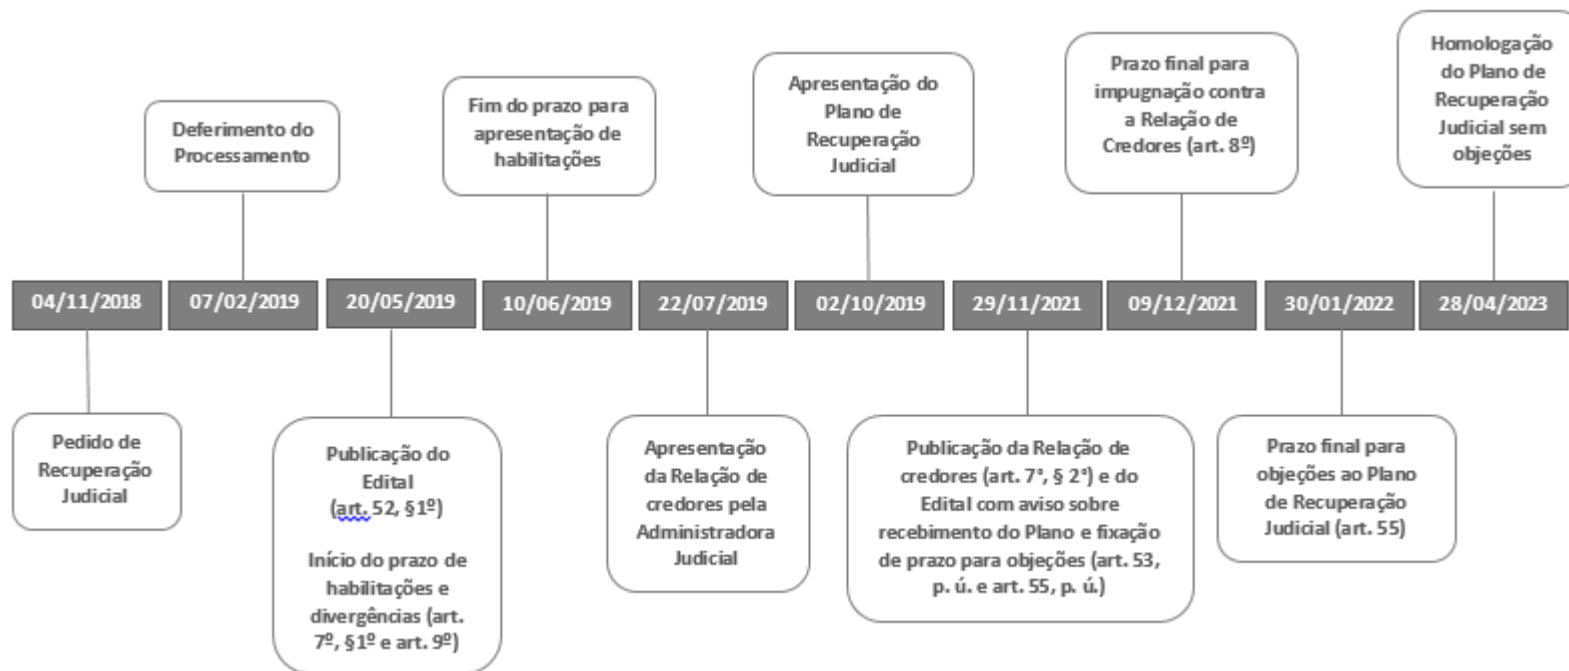 Deferimento do
Processamento
Fim do prazo para
apresentação de
habilitações
Apresentação do
Plano de
Recuperação
Judicial
Prazo final para
impugnação contra
a Relação de
Credores (art. 8º)
Homologação
do Plano de
Recuperação
Judicial sem
objeções
04/11/2018
07/02/2019
20/05/2019
10/06/2019
22/07/2019
02/10/2019
29/11/2021
09/12/2021
30/01/2022
28/04/2023
Pedido de
Recuperação
Judicial
Publicação do
Edital
(art. 52, §1º)
Início do prazo de
habilitações e
divergências (art.
7º, §1º e art. 9º)
Apresentação
da Relação de
credores pela
Administradora
Judicial
Publicação da Relação de
credores (art. 7°, § 2°) e do
Edital com aviso sobre
recebimento do Plano e fixação
de prazo para objeções (art. 53,
p. ú. e art. 55, p. ú.)
Prazo final para
objeções ao Plano
de Recuperação
Judicial (art. 55)